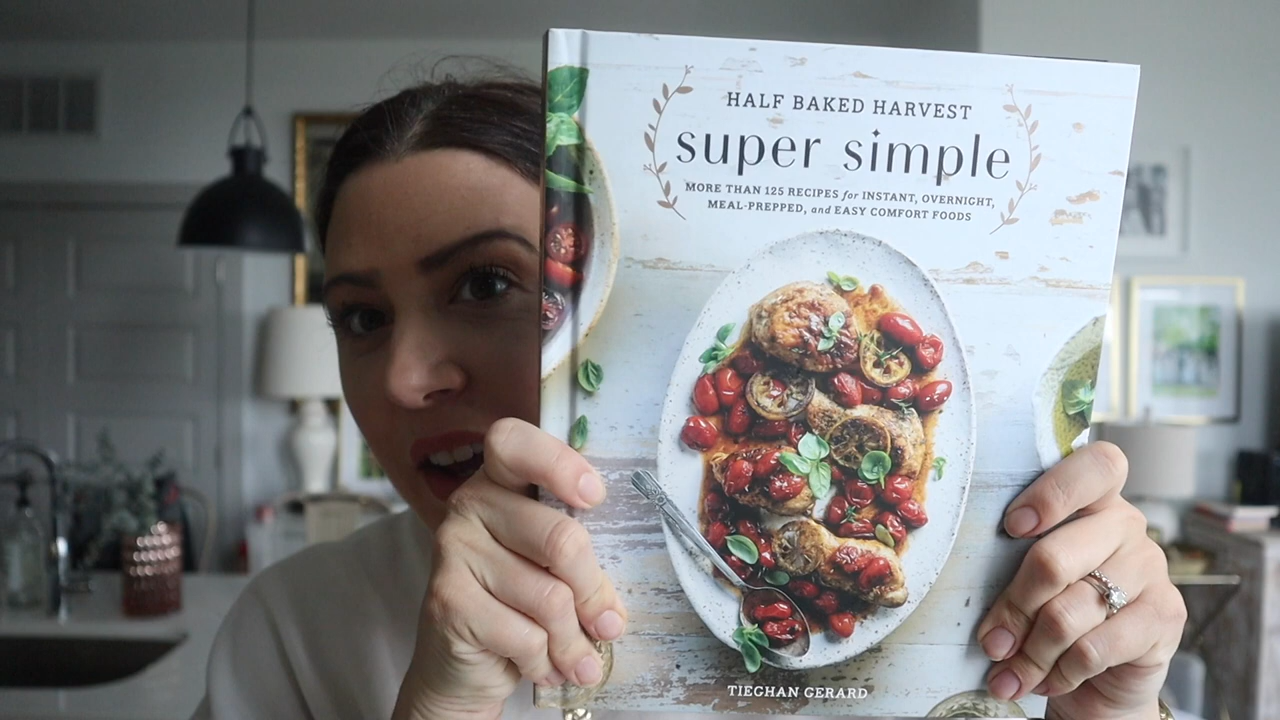 HALF BAKED HARVEST
super simple
MORE THAN 125 RECIPES for INSTANT, OVERNIGHT,
MEAL-PREPPED, and EASY COMFORT FOODS
TIEGHAN GERARD